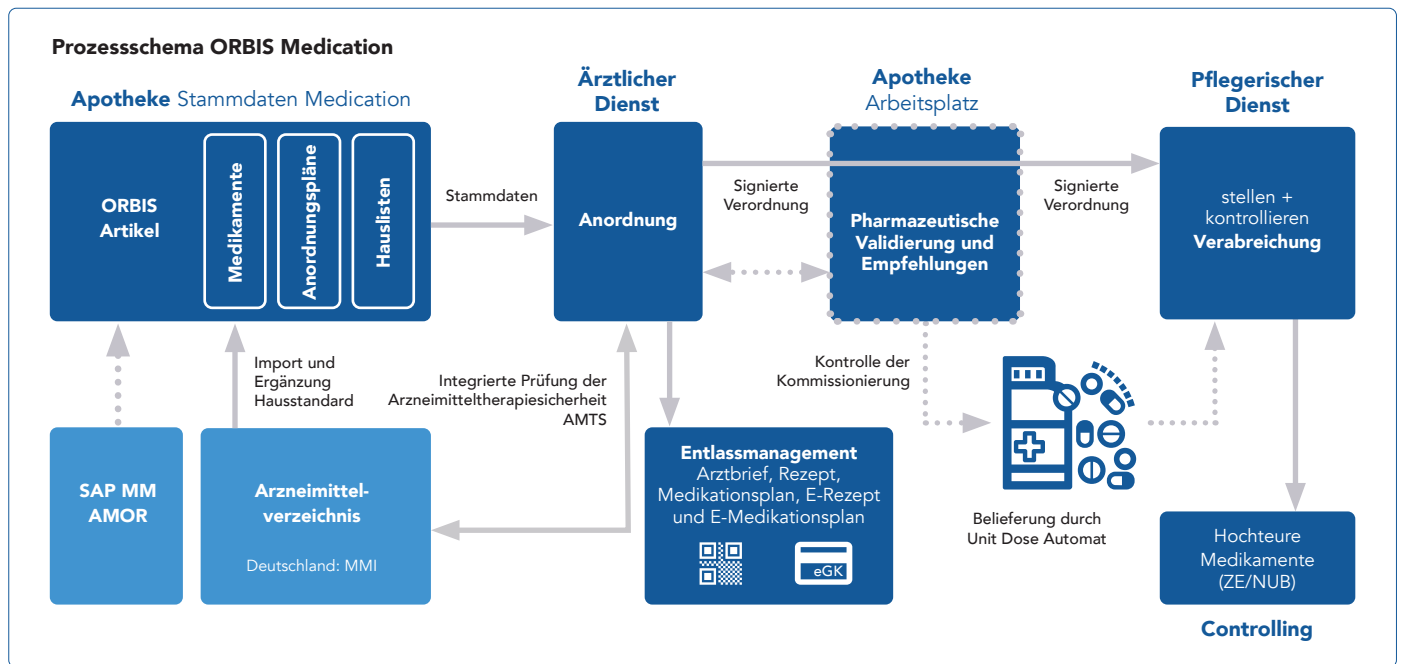 Prozessschema ORBIS Medication
Apotheke Stammdaten Medication
ORBIS
Artikel
Medikamente
Anordnungspläne
Hauslisten
Stammdaten
Ärztlicher
Dienst
Anordnung
Signierte
Verordnung
Apotheke
Arbeitsplatz
Pharmazeutische
Validierung und
Empfehlungen
Signierte
Verordnung
Pflegerischer
Dienst
stellen +
kontrollieren
Verabreichung
Import und
Ergänzung
Hausstandard
Integrierte Prüfung der
Arzneimitteltherapiesicherheit
AMTS
Kontrolle der
Kommissionierung
SAP MM
AMOR
Arzneimittel-
verzeichnis
Deutschland: MMI
Entlassmanagement
Arztbrief, Rezept,
Medikationsplan, E-Rezept
und E-Medikationsplan
eGK
Belieferung durch
Unit Dose Automat
Hochteure
Medikamente
(ZE/NUB)
Controlling